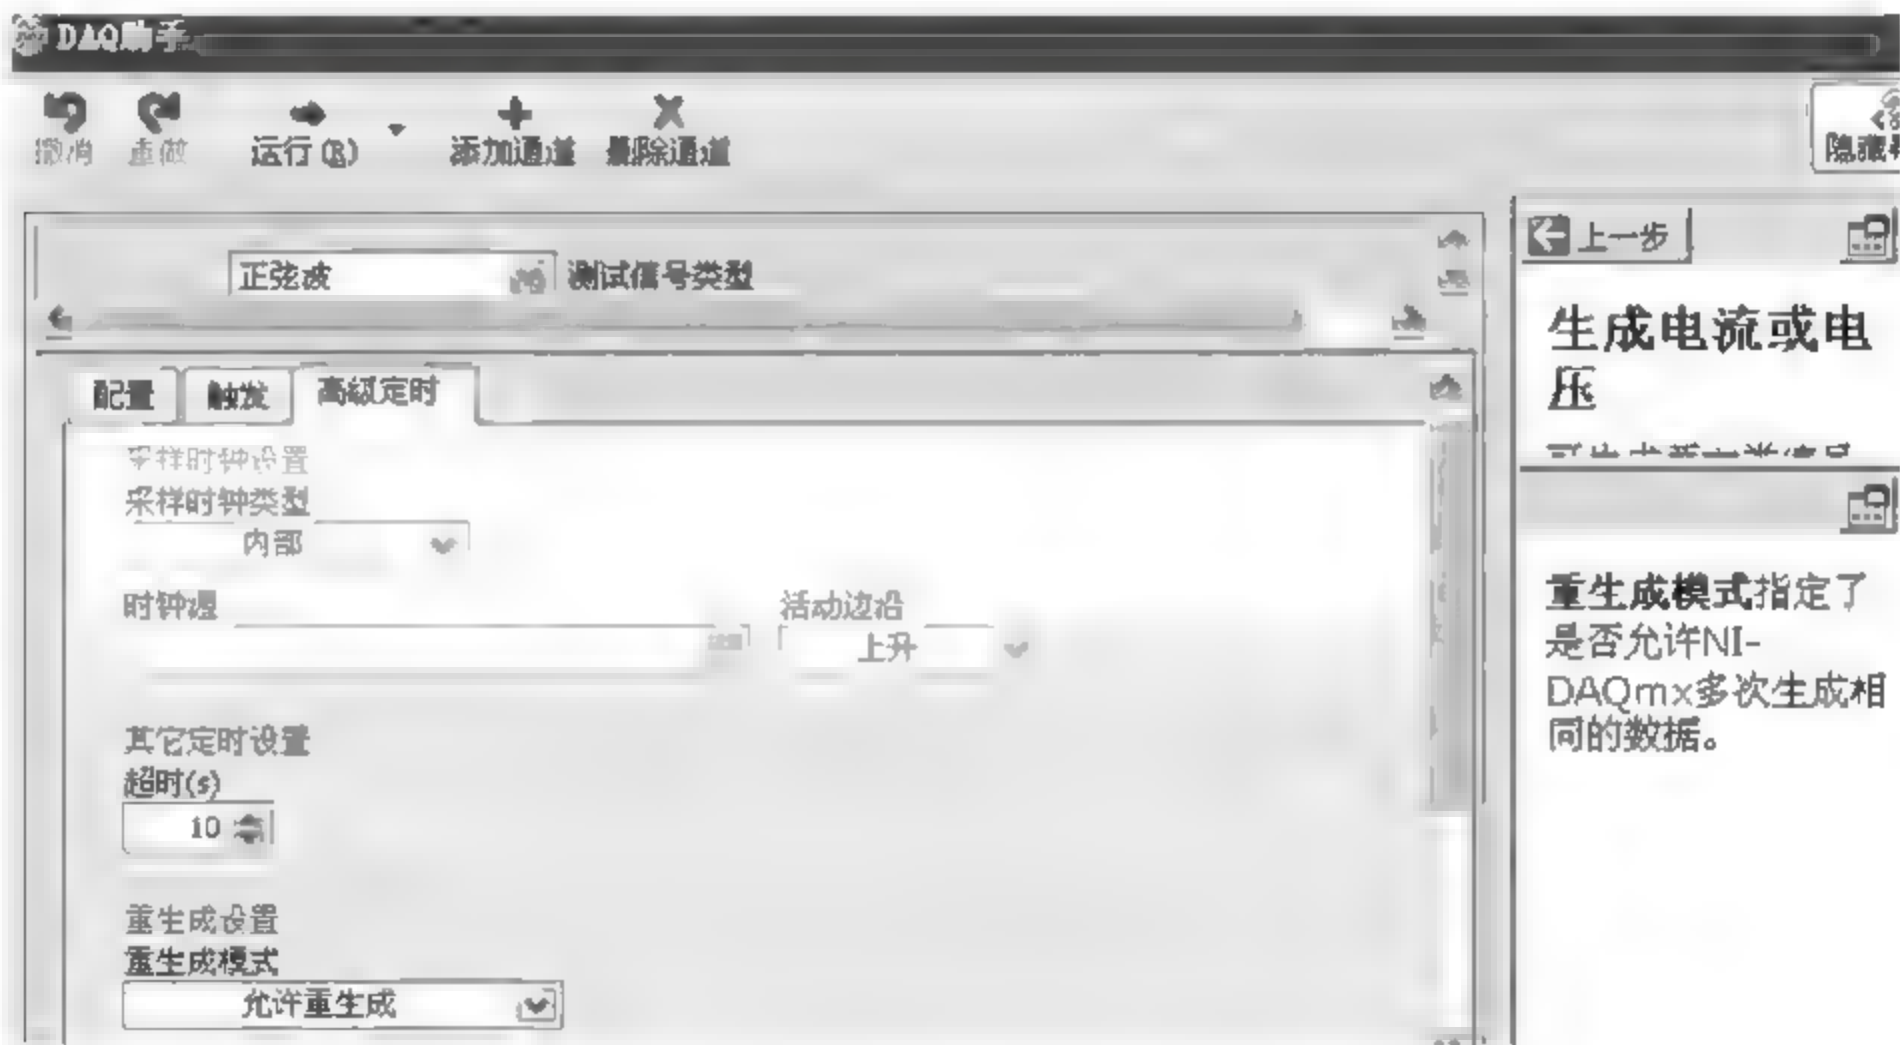 DAQ助手
撤消 重做 运行(R) 添加通道 删除通道
隐藏
正弦波 测试信号类型
配置 触发 高级定时
采样时钟设置
采样时钟类型
内部
时钟源 活动边沿
上升
其它定时设置
超时(s)
10
重生成设置
重生成模式
允许重生成
上一步
生成电流或电
压
重生成模式指定了
是否允许NI-
DAQmx多次生成相
同的数据。